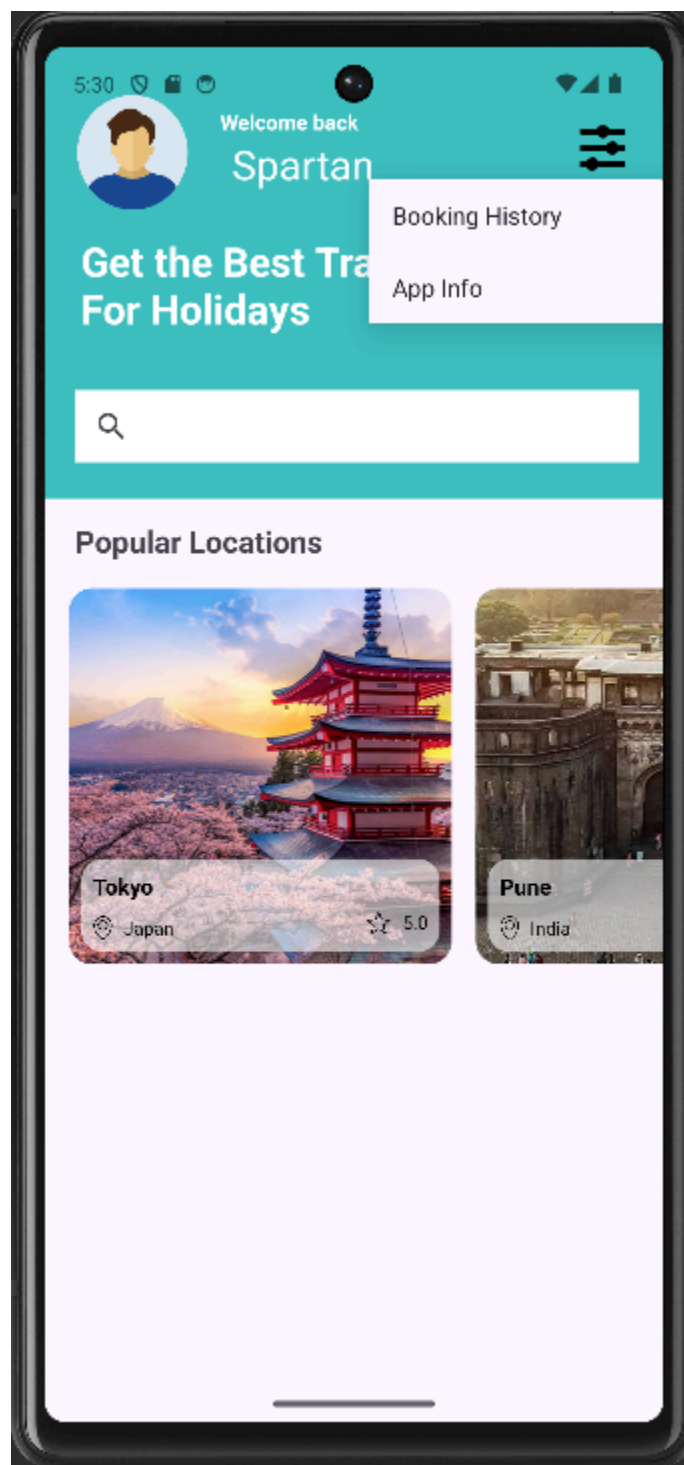 5:30
Welcome back
Spartan
Booking History
App Info
Get the Best Tra
For Holidays
Popular Locations
Tokyo
Japan
5.0
Pune
India